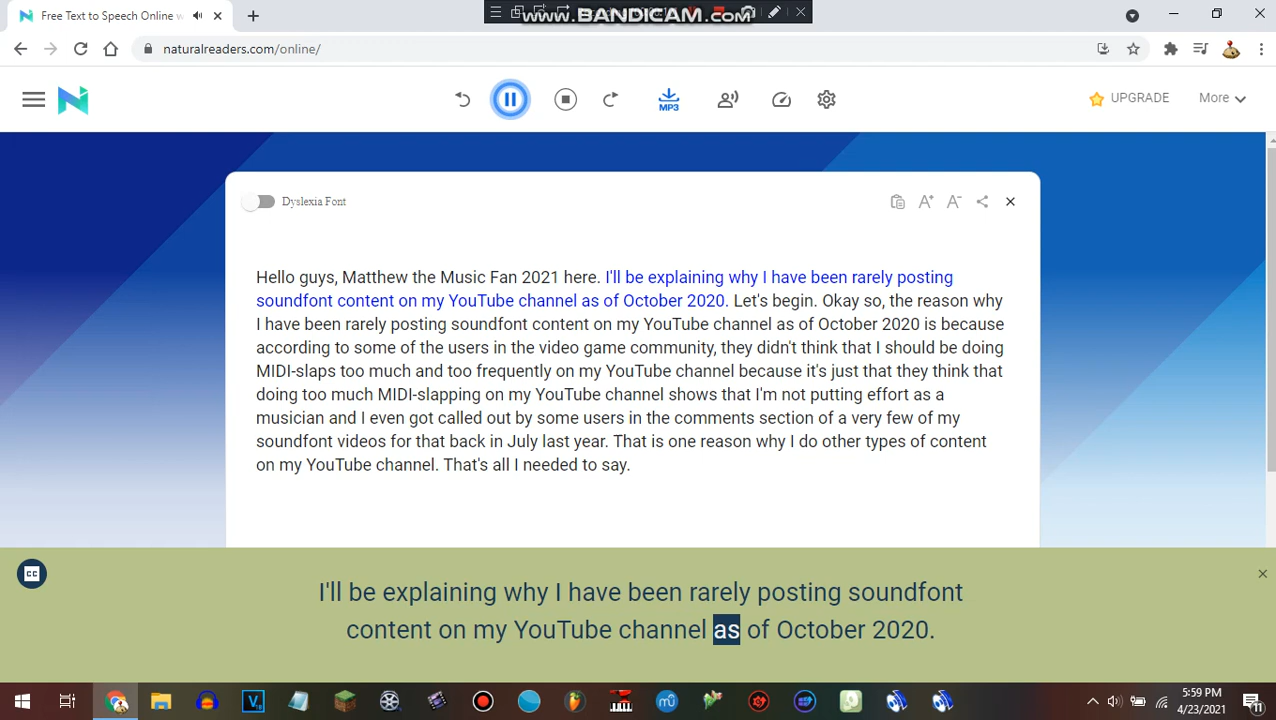 Free Text to Speech Online w
www.BANDICAM.com
naturalreaders.com/online/
MP3
UPGRADE
More
Dyslexia Font
Hello guys, Matthew the Music Fan 2021 here. I'll be explaining why I have been rarely posting
soundfont content on my YouTube channel as of October 2020. Let's begin. Okay so, the reason why
I have been rarely posting soundfont content on my YouTube channel as of October 2020 is because
according to some of the users in the video game community, they didn't think that I should be doing
MIDI-slaps too much and too frequently on my YouTube channel because it's just that they think that
doing too much MIDI-slapping on my YouTube channel shows that I'm not putting effort as a
musician and I even got called out by some users in the comments section of a very few of my
soundfont videos for that back in July last year. That is one reason why I do other types of content
on my YouTube channel. That's all I needed to say.
CC
I'll be explaining why I have been rarely posting soundfont
content on my YouTube channel as of October 2020.
5:59 PM
4/23/2021